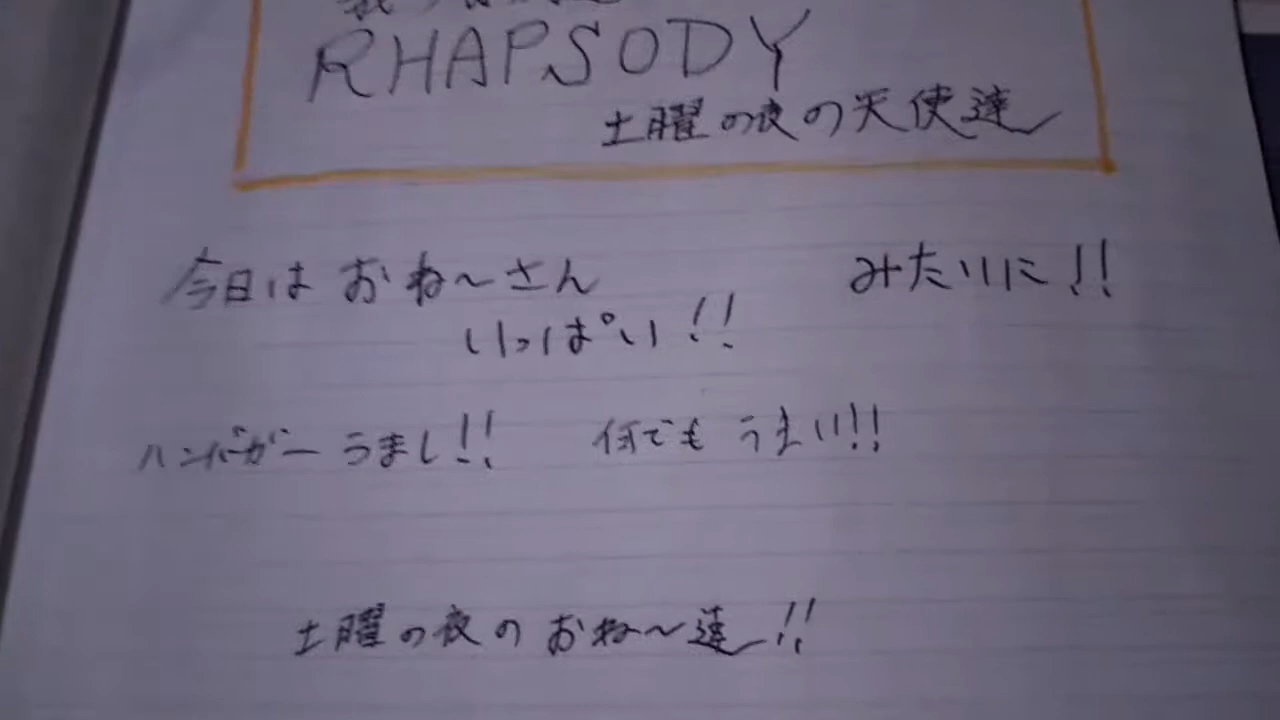 RHAPSODY
土曜の夜の天使達
今日は おね〜さん
いっぱい!!
みたいに!!
ハンバガー うまし!! 何でも うまい!!
土曜の夜の おね〜達!!